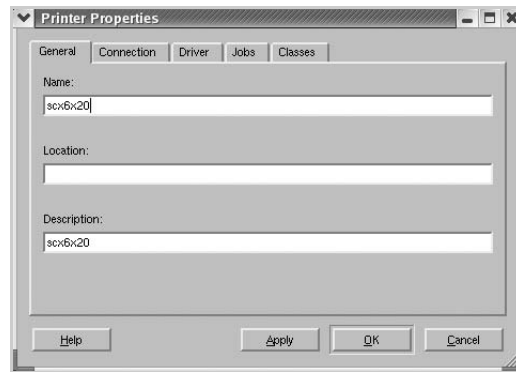 Printer Properties
General Connection Driver Jobs Classes
Name:
scx6x20
Location:
Description:
scx6x20
Help Apply OK Cancel